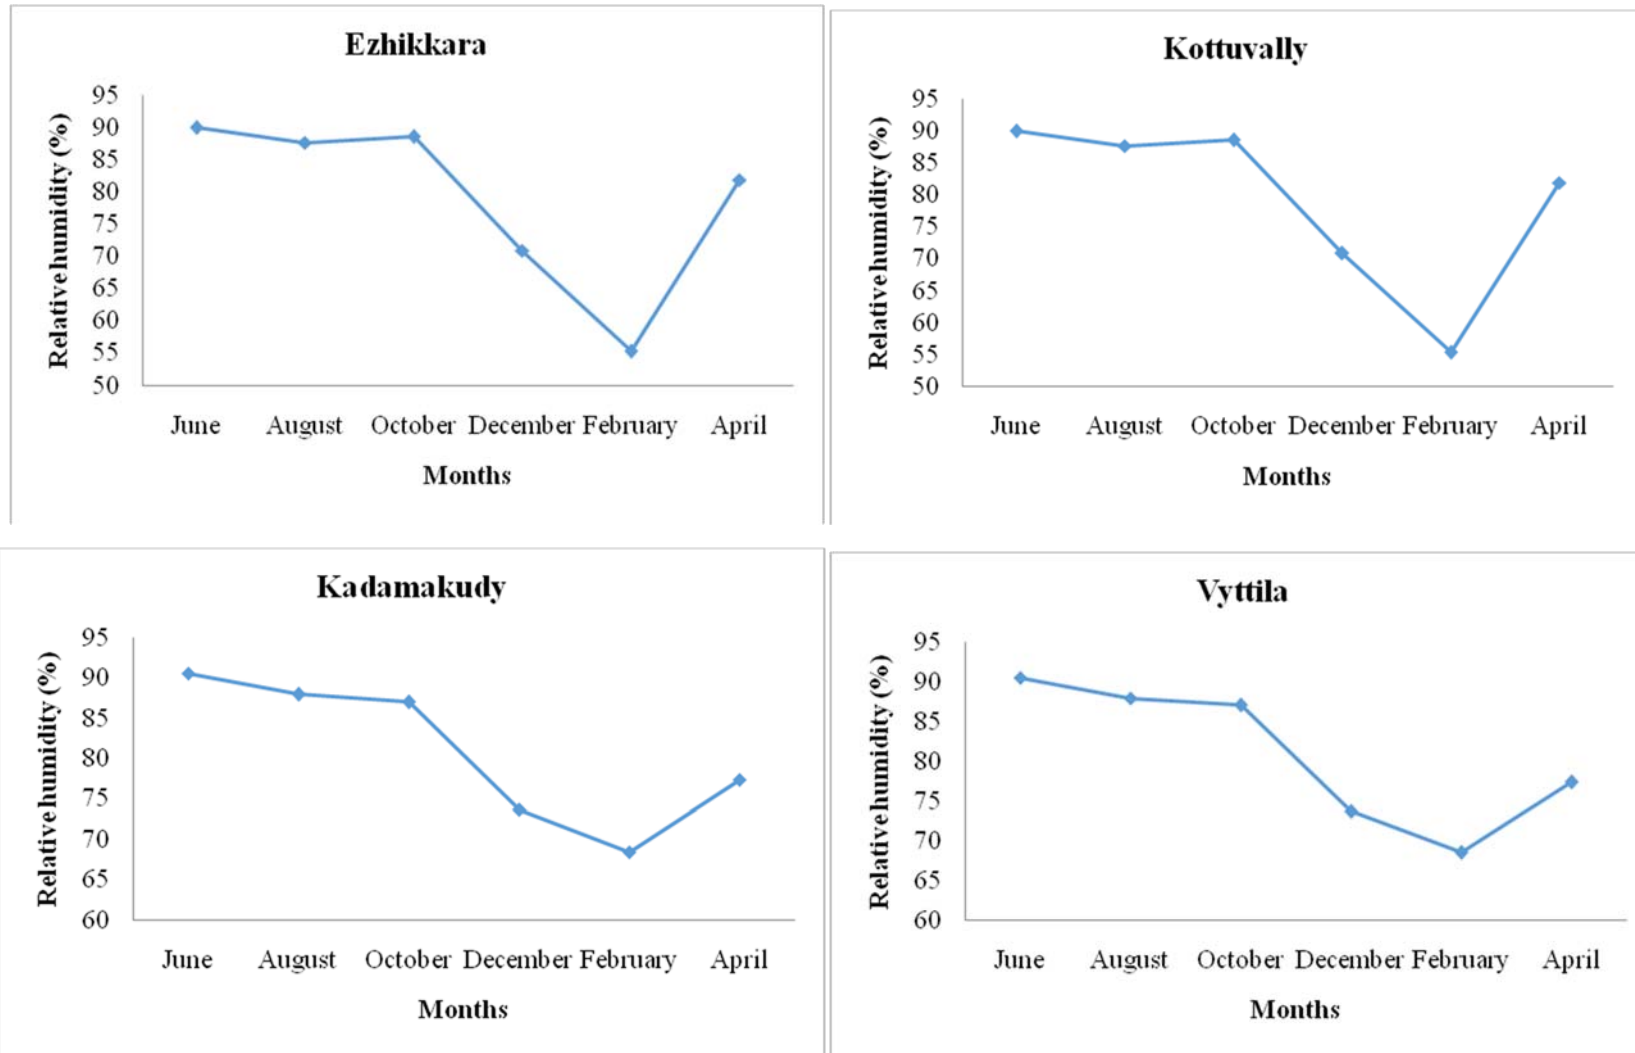 Ezhikkara
Relative humidity (%)
95
90
85
80
75
70
65
60
55
50
June August October December February April
Months
Kottuvally
Relative humidity (%)
95
90
85
80
75
70
65
60
55
50
June August October December February April
Months
Kadamakudy
Relative humidity (%)
95
90
85
80
75
70
65
60
June August October December February April
Months
Vyttila
Relative humidity (%)
95
90
85
80
75
70
65
60
June August October December February April
Months